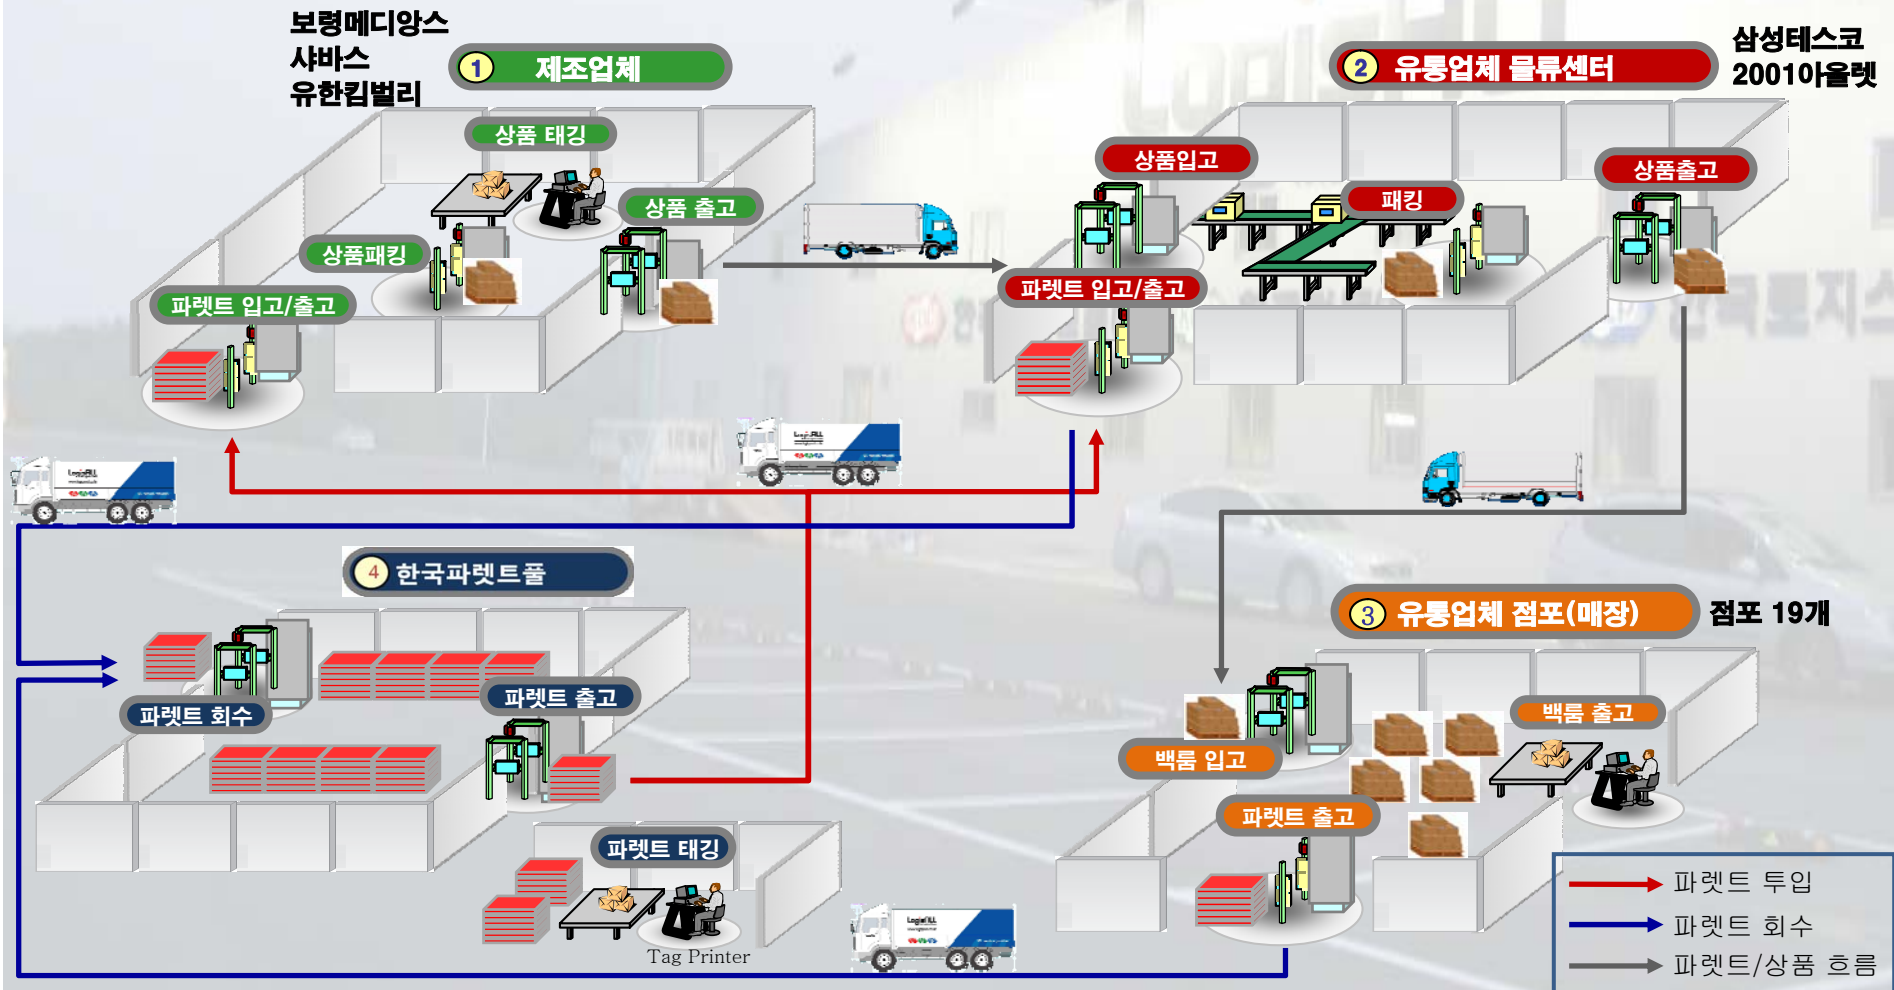 보령메디앙스
샤바스
유한킴벌리
1 제조업체
2 유통업체 물류센터
삼성테스코
2001아울렛
상품 태깅
상품 출고
상품패킹
파렛트 입고/출고
상품입고
패킹
상품출고
파렛트 입고/출고
LogisALL
LogisALL
4 한국파렛트풀
파렛트 회수
파렛트 출고
파렛트 태깅
Tag Printer
LogisALL
3 유통업체 점포(매장)
점포 19개
백룸 출고
백룸 입고
파렛트 출고
파렛트 투입
파렛트 회수
파렛트/상품 흐름